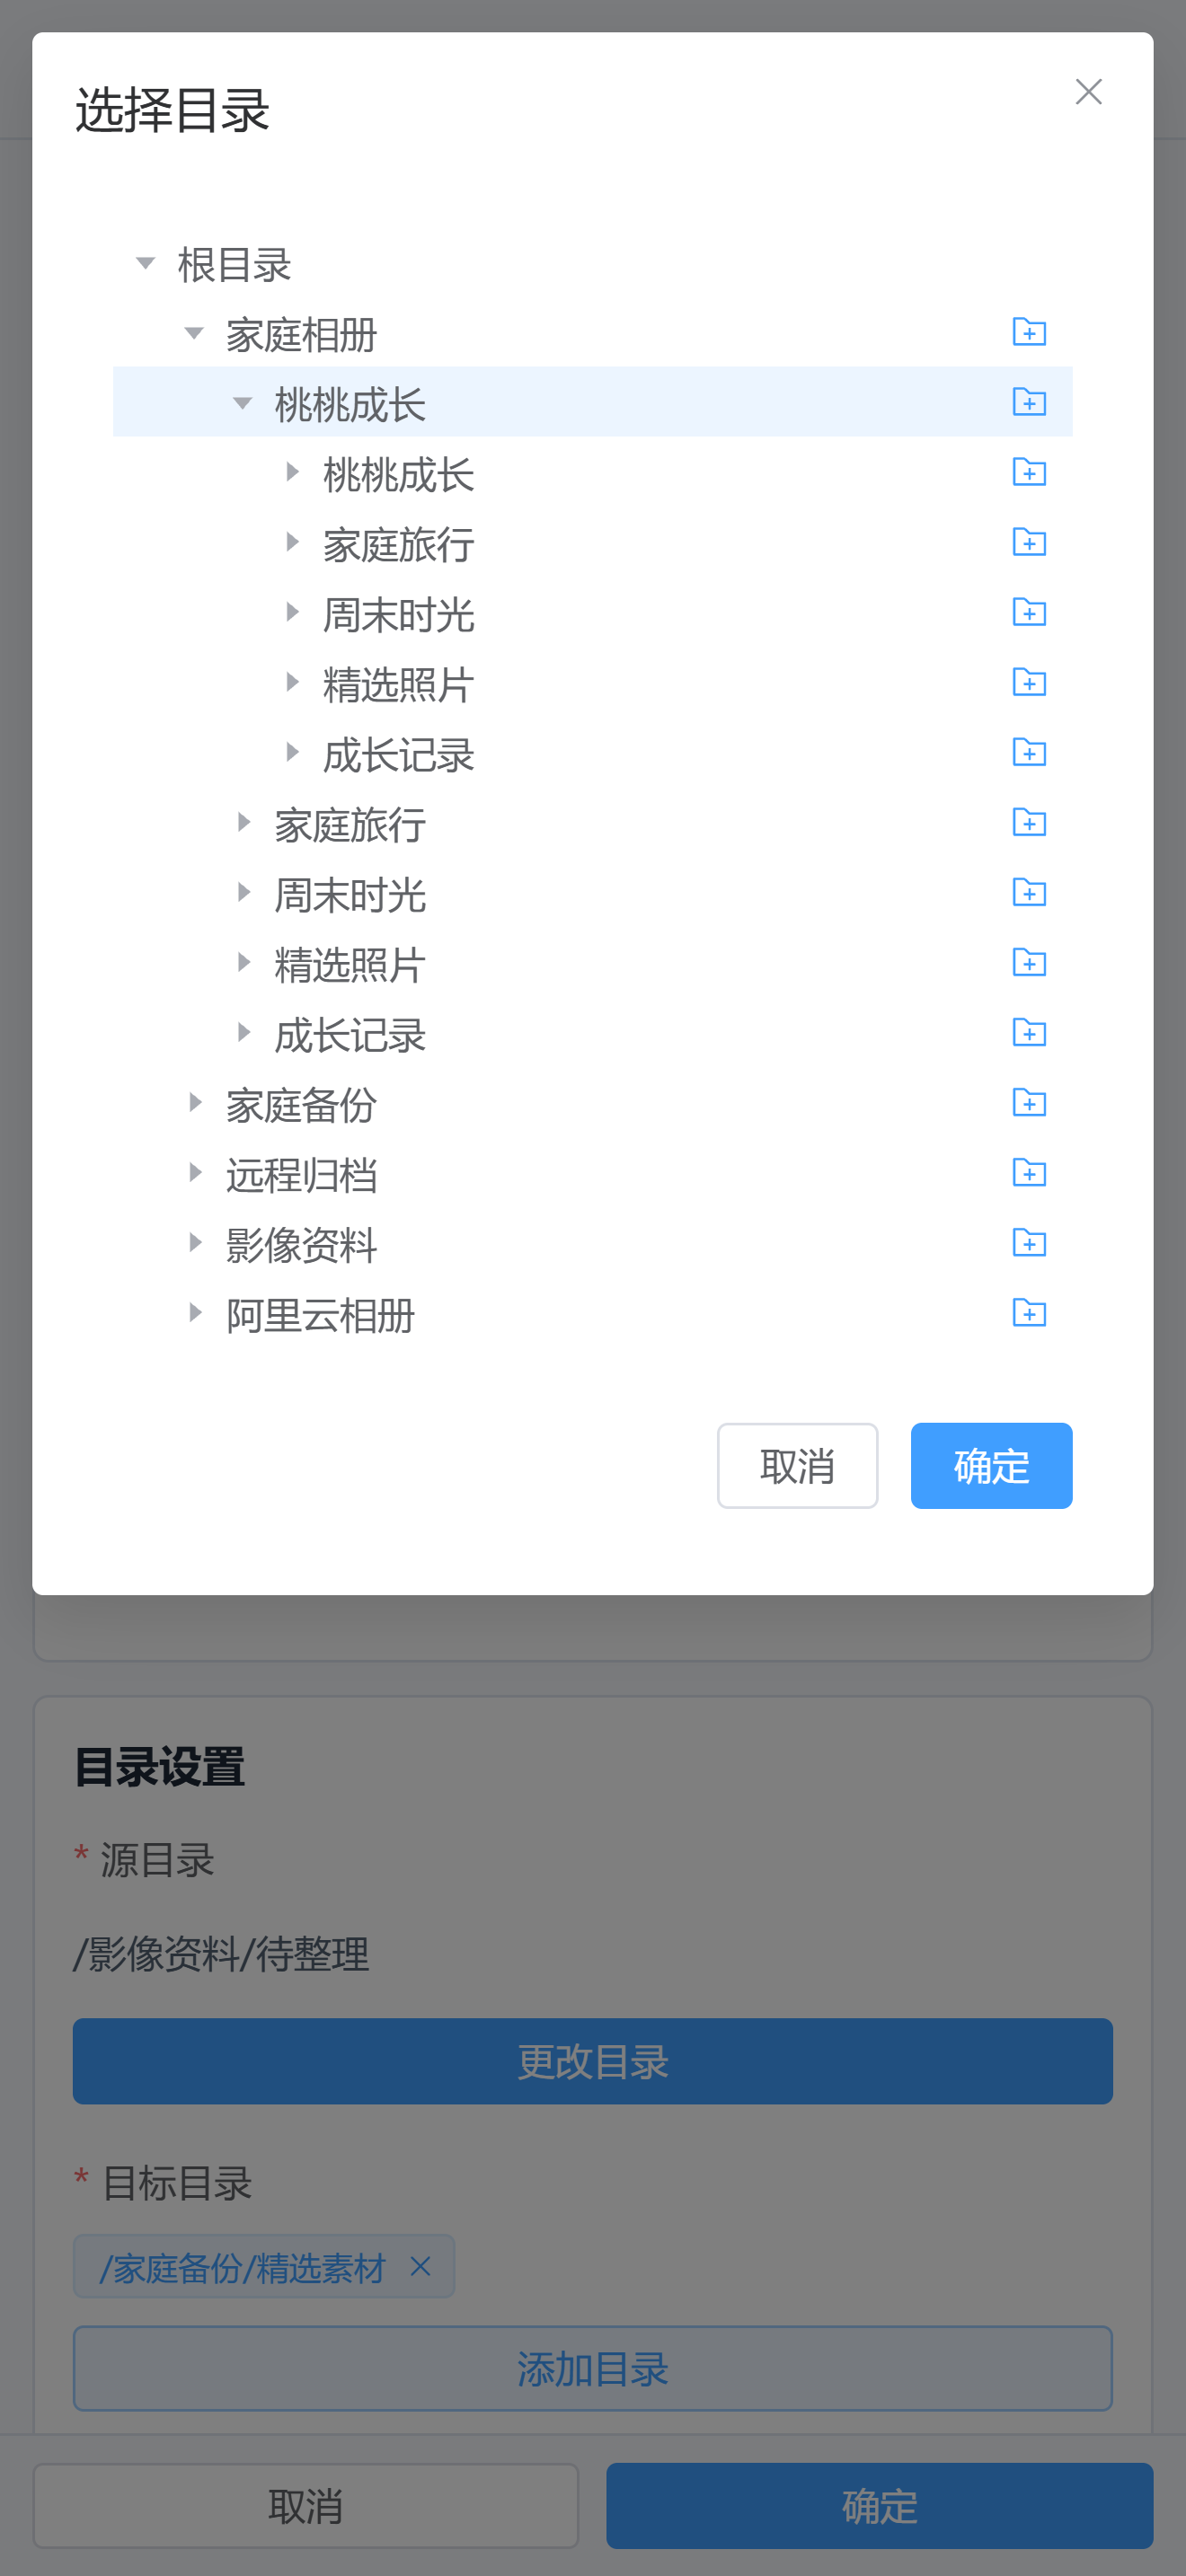 选择目录
根目录
家庭相册
桃桃成长
桃桃成长
家庭旅行
周末时光
精选照片
成长记录
家庭旅行
周末时光
精选照片
成长记录
家庭备份
远程归档
影像资料
阿里云相册
取消 确定
目录设置
* 源目录
/影像资料/待整理
更改目录
* 目标目录
/家庭备份/精选素材
添加目录
取消 确定